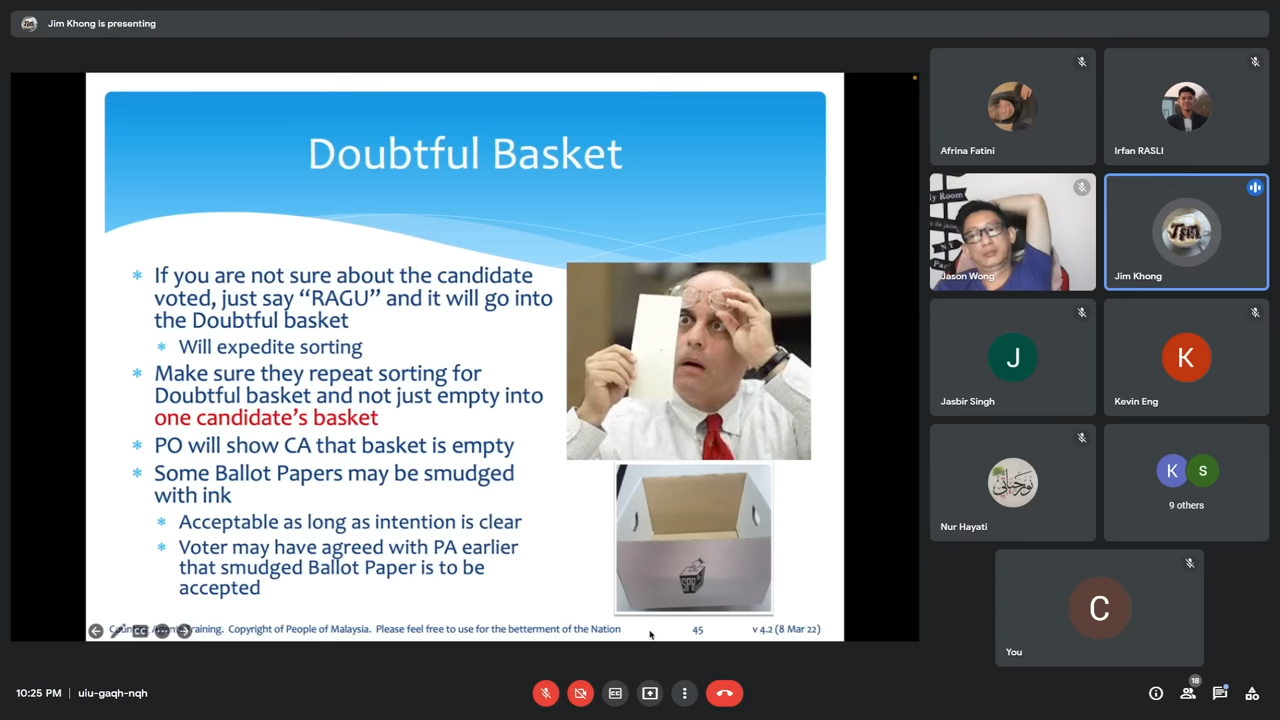 Jim Khong is presenting
Doubtful Basket
If you are not sure about the candidate
voted, just say “RAGU” and it will go into
the Doubtful basket
Will expedite sorting
Make sure they repeat sorting for
Doubtful basket and not just empty into
one candidate’s basket
PO will show CA that basket is empty
Some Ballot Papers may be smudged
with ink
Acceptable as long as intention is clear
Voter may have agreed with PA earlier
that smudged Ballot Paper is to be
accepted
SPR
Training. Copyright of People of Malaysia. Please feel free to use for the betterment of the Nation
45
v 4.2 (8 Mar 22)
Afrina Fatini
Irfan RASLI
Room
Jason Wong
Jim
Jim Khong
J
Jasbir Singh
K
Kevin Eng
Nur Hayati
K
S
9 others
C
You
10:25 PM | uiu-gaqh-nqh
18